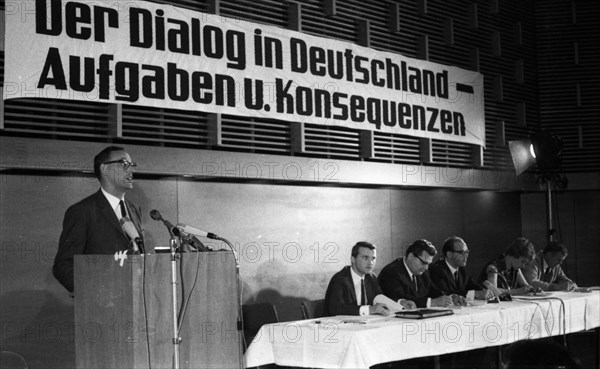 Der Dialog in Deutschland –
Aufgaben u. Konsequenzen